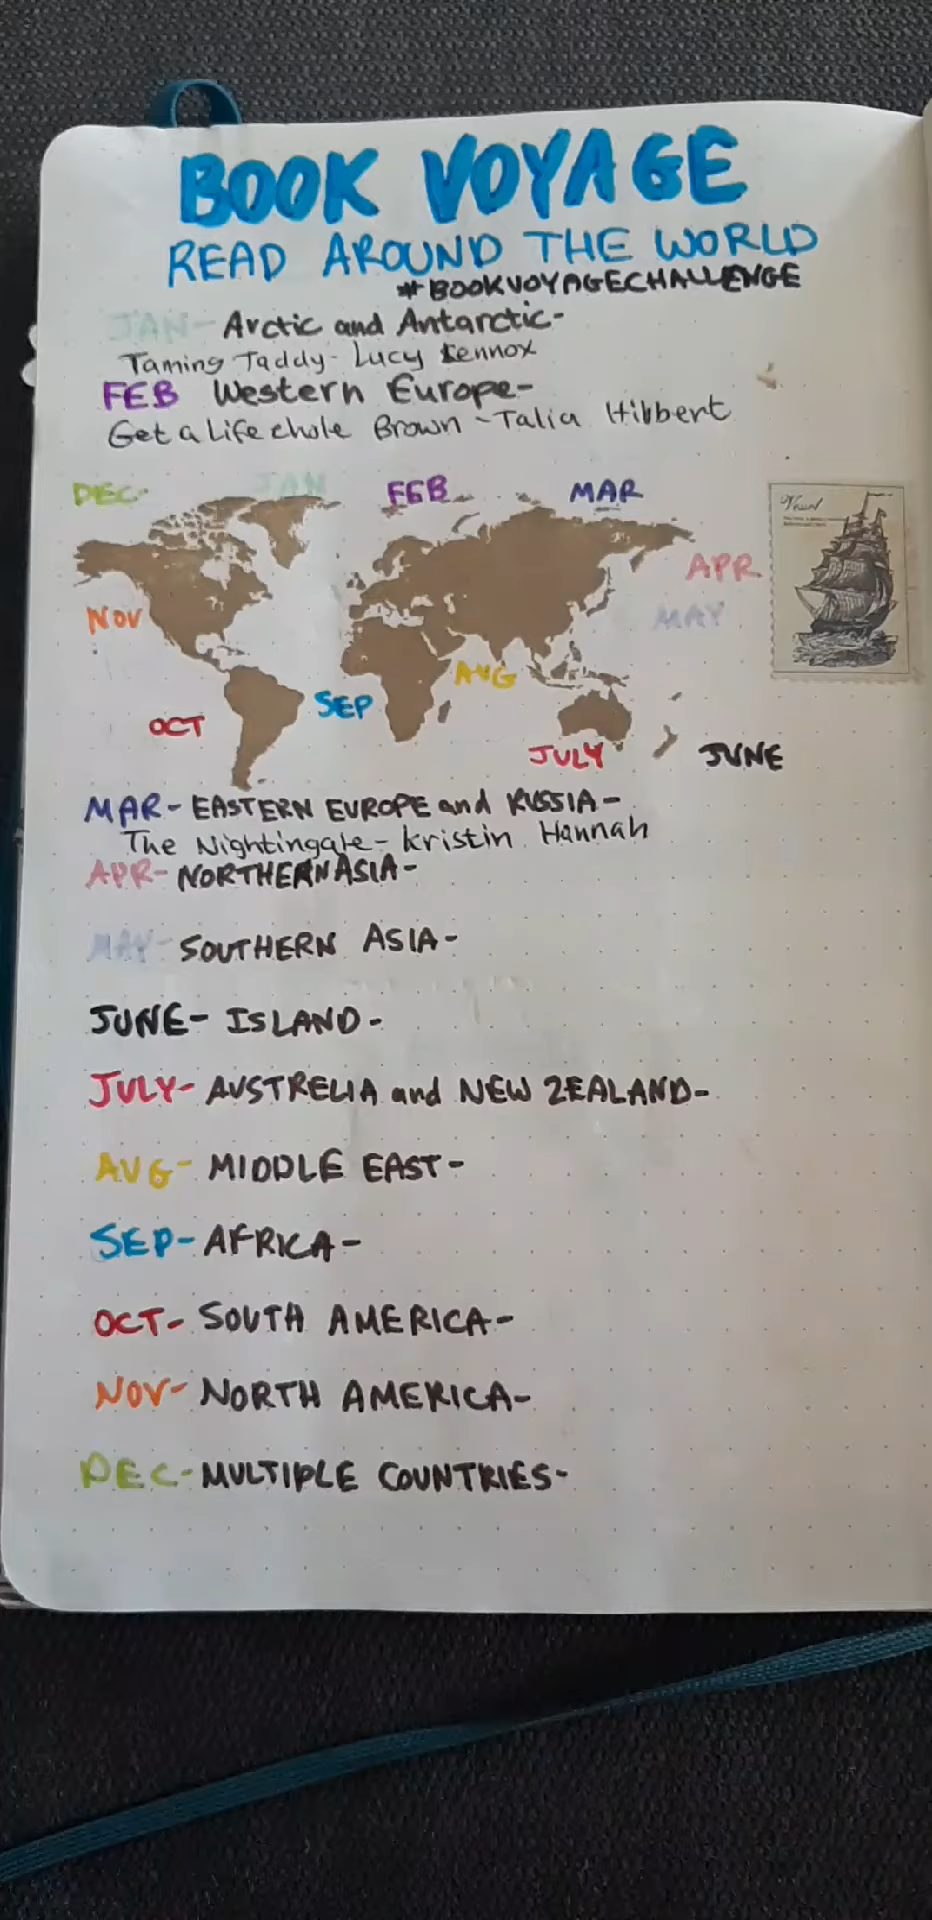 BOOK VOYAGE
READ AROUND THE WORLD
#BOOKVOYAGECHALLENGE
JAN- Arctic and Antarctic-
Taming Taddy- Lucy Lennox
FEB Western Europe-
Get a Life chole Brown - Talia Hibbert
DEC JAN FEB MAR
Vessel
APR
NOV MAY
AUG
SEP
OCT
JULY JUNE
MAR- EASTERN EUROPE and RUSSIA-
The Nightingale- Kristin Hannah
APR- NORTHERN ASIA-
MAY- SOUTHERN ASIA-
JUNE- ISLAND-
JULY- AUSTRELIA and NEW ZEALAND-
AUG- MIDDLE EAST-
SEP- AFRICA-
OCT- SOUTH AMERICA-
NOV- NORTH AMERICA-
DEC- MULTIPLE COUNTRIES-